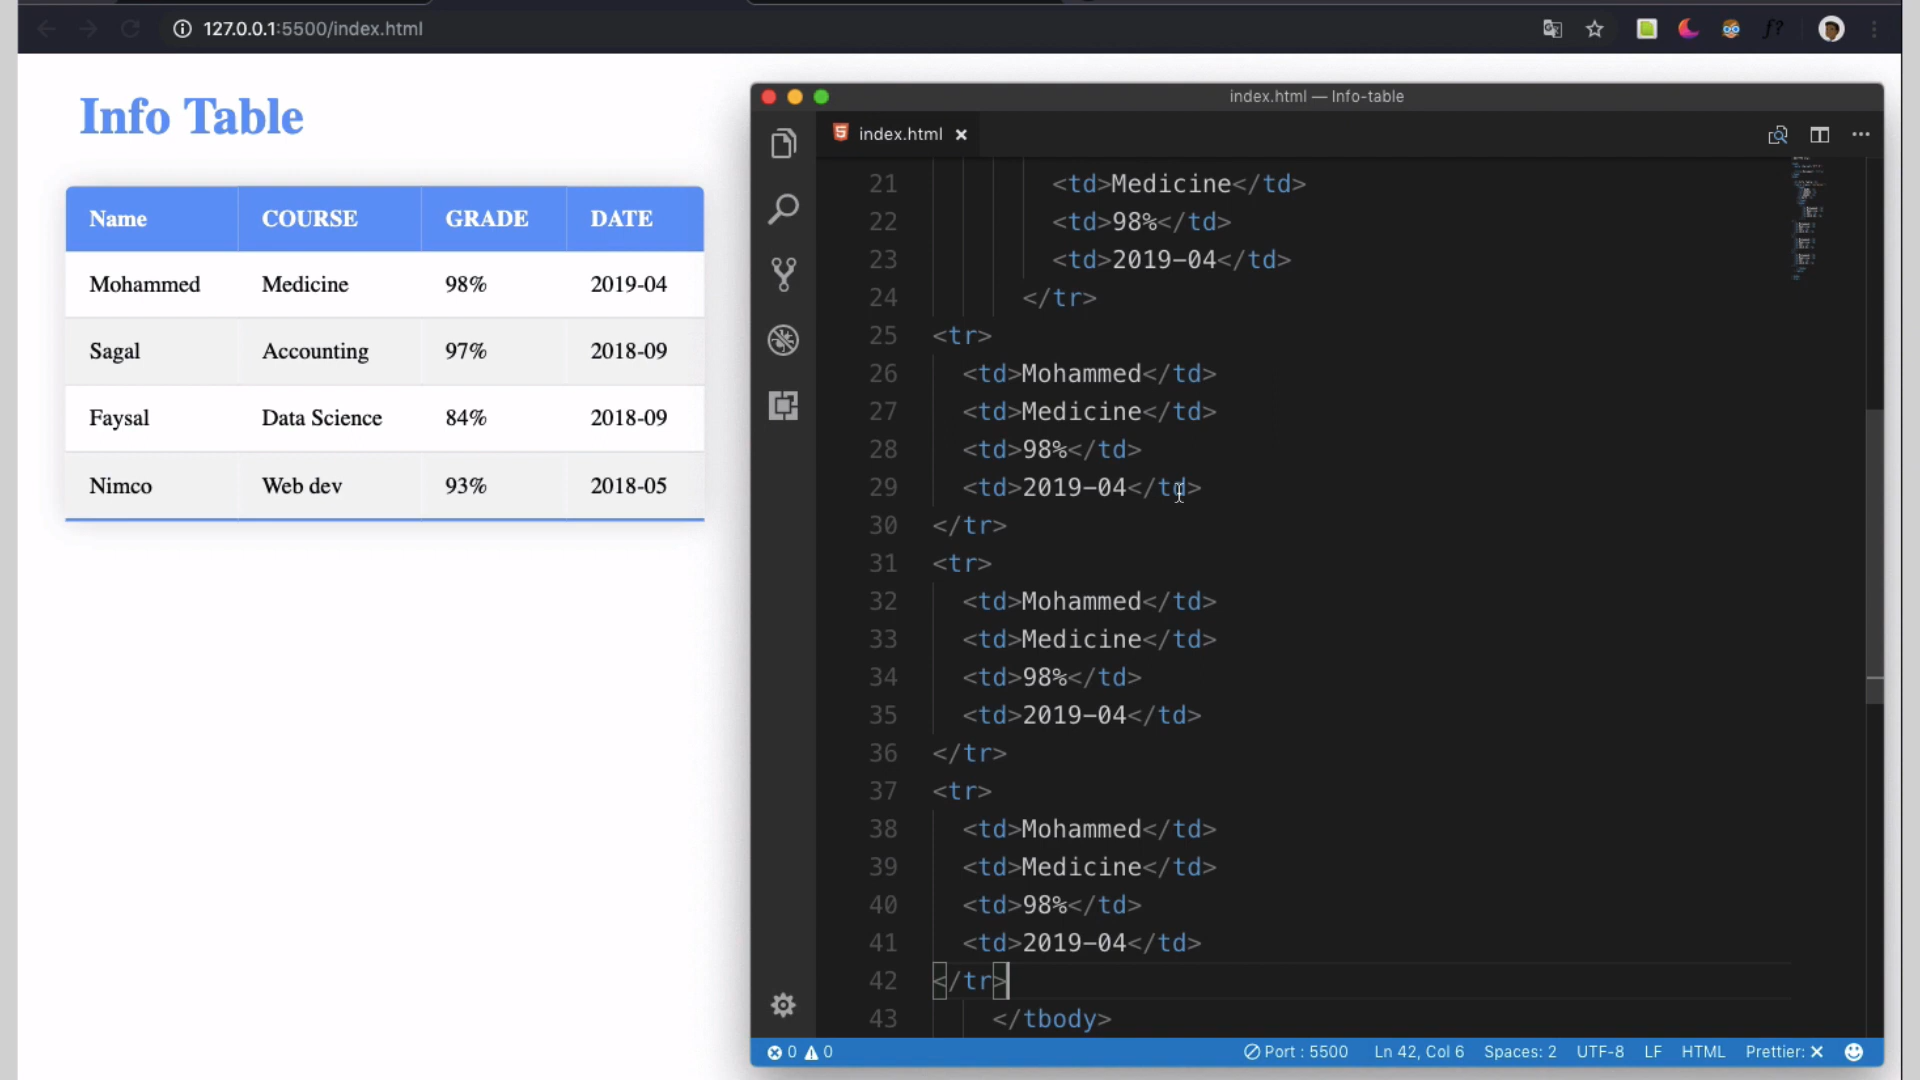 127.0.0.1:5500/index.html
Info Table
Name COURSE GRADE DATE
Mohammed Medicine 98% 2019-04
Sagal Accounting 97% 2018-09
Faysal Data Science 84% 2018-09
Nimco Web dev 93% 2018-05
index.html — Info-table
index.html
21 <td>Medicine</td>
22 <td>98%</td>
23 <td>2019-04</td>
24 </tr>
25 <tr>
26 <td>Mohammed</td>
27 <td>Medicine</td>
28 <td>98%</td>
29 <td>2019-04</td>
30 </tr>
31 <tr>
32 <td>Mohammed</td>
33 <td>Medicine</td>
34 <td>98%</td>
35 <td>2019-04</td>
36 </tr>
37 <tr>
38 <td>Mohammed</td>
39 <td>Medicine</td>
40 <td>98%</td>
41 <td>2019-04</td>
42 </tr>
43 </tbody>
0 0 Port : 5500 Ln 42, Col 6 Spaces: 2 UTF-8 LF HTML Prettier: ×